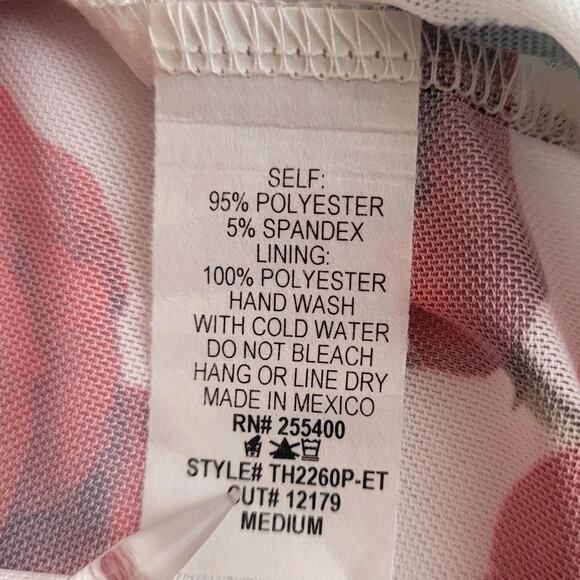 SELF:
95% POLYESTER
5% SPANDEX
LINING:
100% POLYESTER
HAND WASH
WITH COLD WATER
DO NOT BLEACH
HANG OR LINE DRY
MADE IN MEXICO
RN# 255400
STYLE# TH2260P-ET
CUT# 12179
MEDIUM